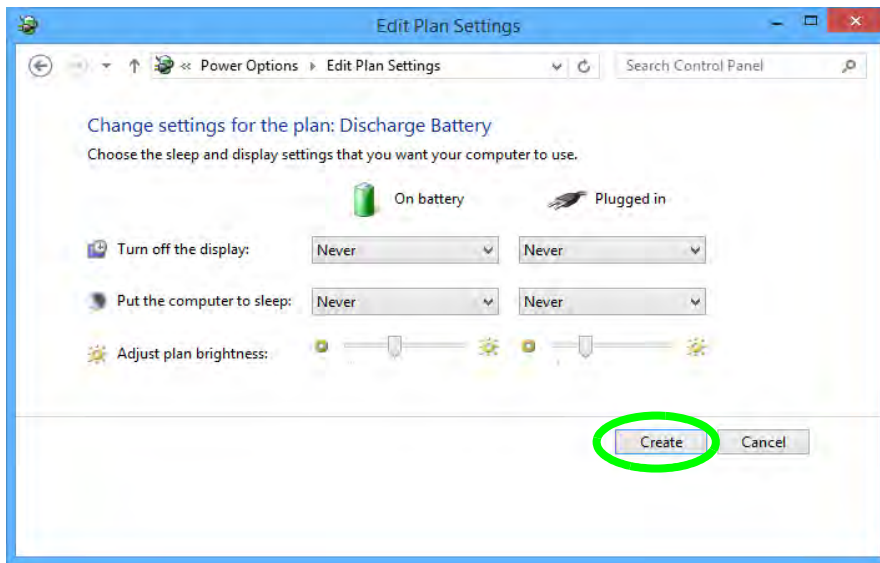 Edit Plan Settings
« Power Options Edit Plan Settings Search Control Panel
Change settings for the plan: Discharge Battery
Choose the sleep and display settings that you want your computer to use.
On battery Plugged in
Turn off the display: Never Never
Put the computer to sleep: Never Never
Adjust plan brightness:
Create Cancel